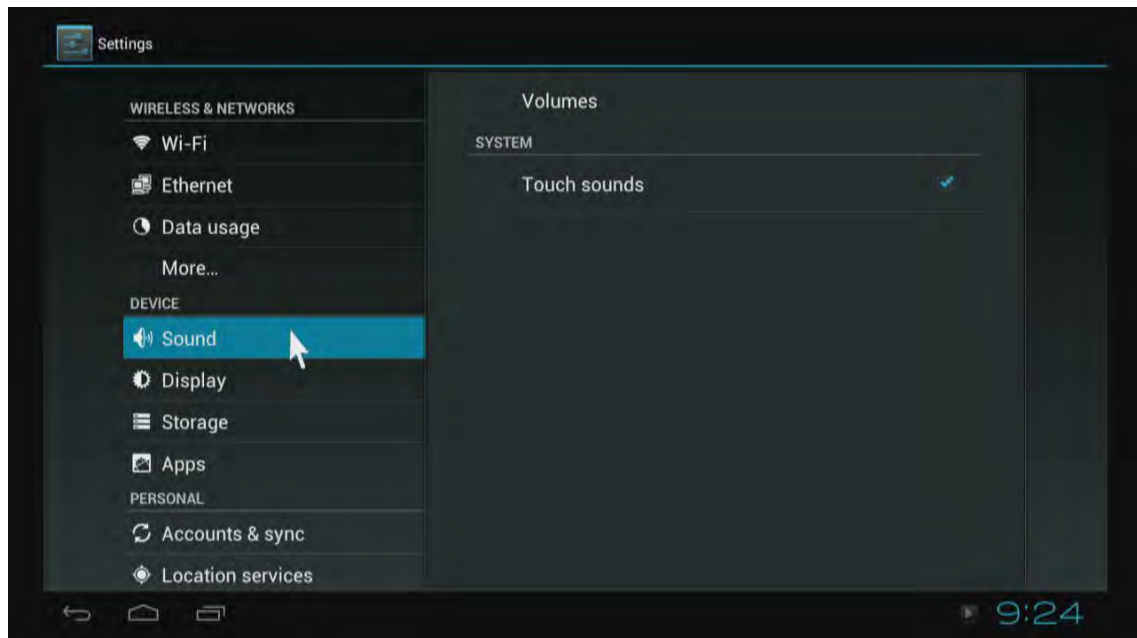 Settings
WIRELESS & NETWORKS
Wi-Fi
Ethernet
Data usage
More...
DEVICE
Sound
Display
Storage
Apps
PERSONAL
Accounts & sync
Location services
Volumes
SYSTEM
Touch sounds
9:24